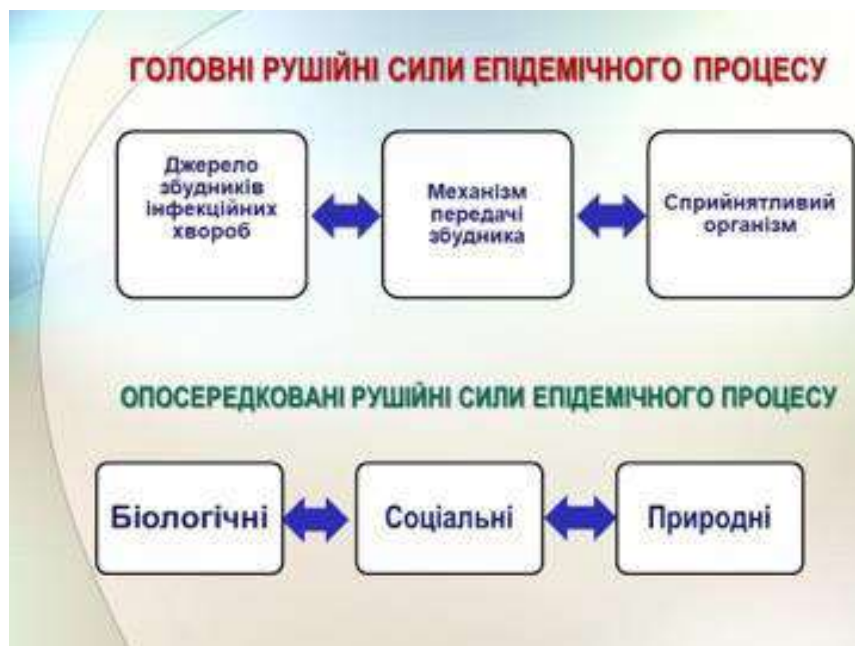 ГОЛОВНІ РУШІЙНІ СИЛИ ЕПІДЕМІЧНОГО ПРОЦЕСУ
Джерело
збудників
інфекційних
хвороб
Механізм
передачі
збудника
Сприйнятливий
організм
ОПОСЕРЕДКОВАНІ РУШІЙНІ СИЛИ ЕПІДЕМІЧНОГО ПРОЦЕСУ
Біологічні
Соціальні
Природні